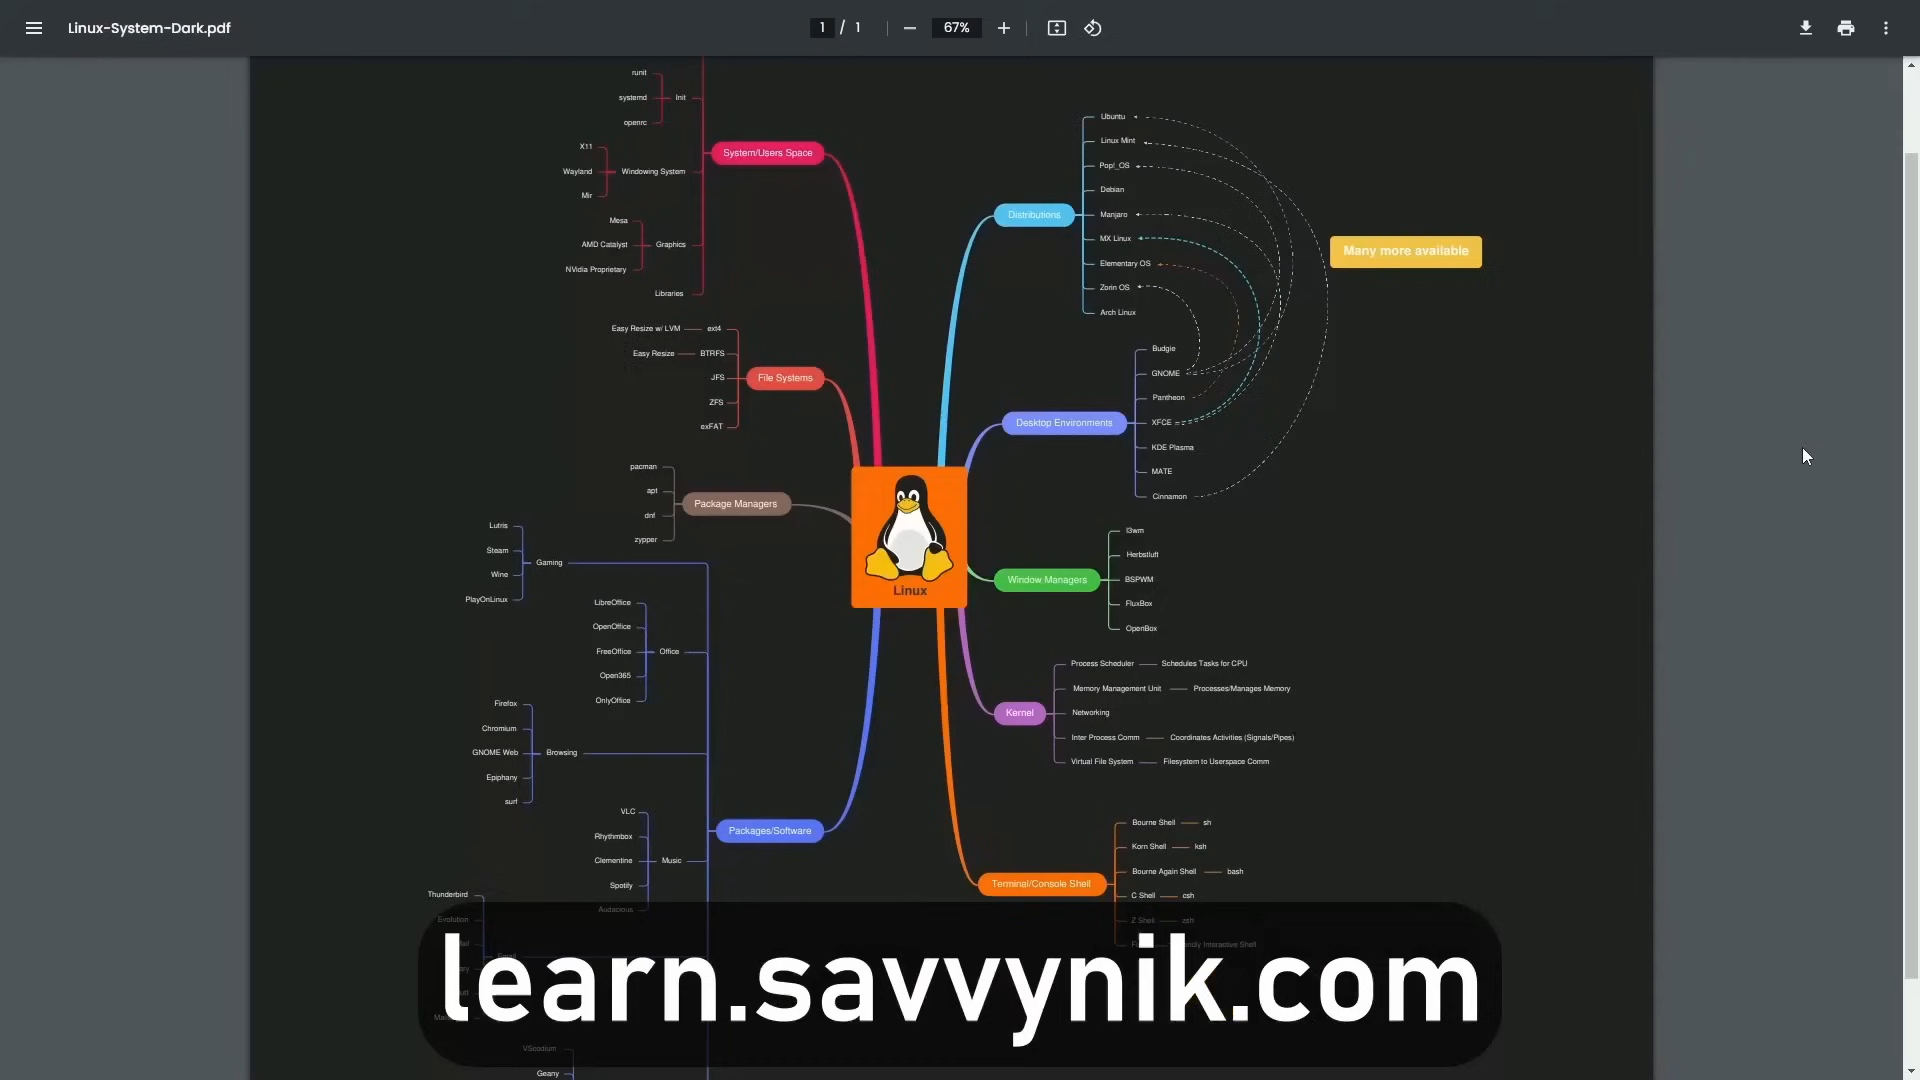 Linux-System-Dark.pdf
1 / 1
67%
runit
systemd
openrc
Init
X11
Wayland
Mir
Windowing System
Mesa
AMD Catalyst
NVidia Proprietary
Graphics
Libraries
System/Users Space
Easy Resize w/ LVM
ext4
Easy Resize
BTRFS
JFS
ZFS
exFAT
File Systems
pacman
apt
dnf
zypper
Package Managers
Lutris
Steam
Wine
PlayOnLinux
Gaming
LibreOffice
OpenOffice
FreeOffice
Open365
OnlyOffice
Office
Firefox
Chromium
GNOME Web
Epiphany
surf
Browsing
VLC
Rhythmbox
Clementine
Spotify
Audacious
Music
Packages/Software
Thunderbird
Evolution
Email
VScodium
Geany
Linux
Distributions
Ubuntu
Linux Mint
Pop!_OS
Debian
Manjaro
MX Linux
Elementary OS
Zorin OS
Arch Linux
Many more available
Desktop Environments
Budgie
GNOME
Pantheon
XFCE
KDE Plasma
MATE
Cinnamon
Window Managers
I3wm
Herbstluft
BSPWM
FluxBox
OpenBox
Kernel
Process Scheduler
Schedules Tasks for CPU
Memory Management Unit
Processes/Manages Memory
Networking
Inter Process Comm
Coordinates Activities (Signals/Pipes)
Virtual File System
Filesystem to Userspace Comm
Terminal/Console Shell
Bourne Shell
sh
Korn Shell
ksh
Bourne Again Shell
bash
C Shell
csh
Z Shell
zsh
Interactive Shell
learn.savvynik.com